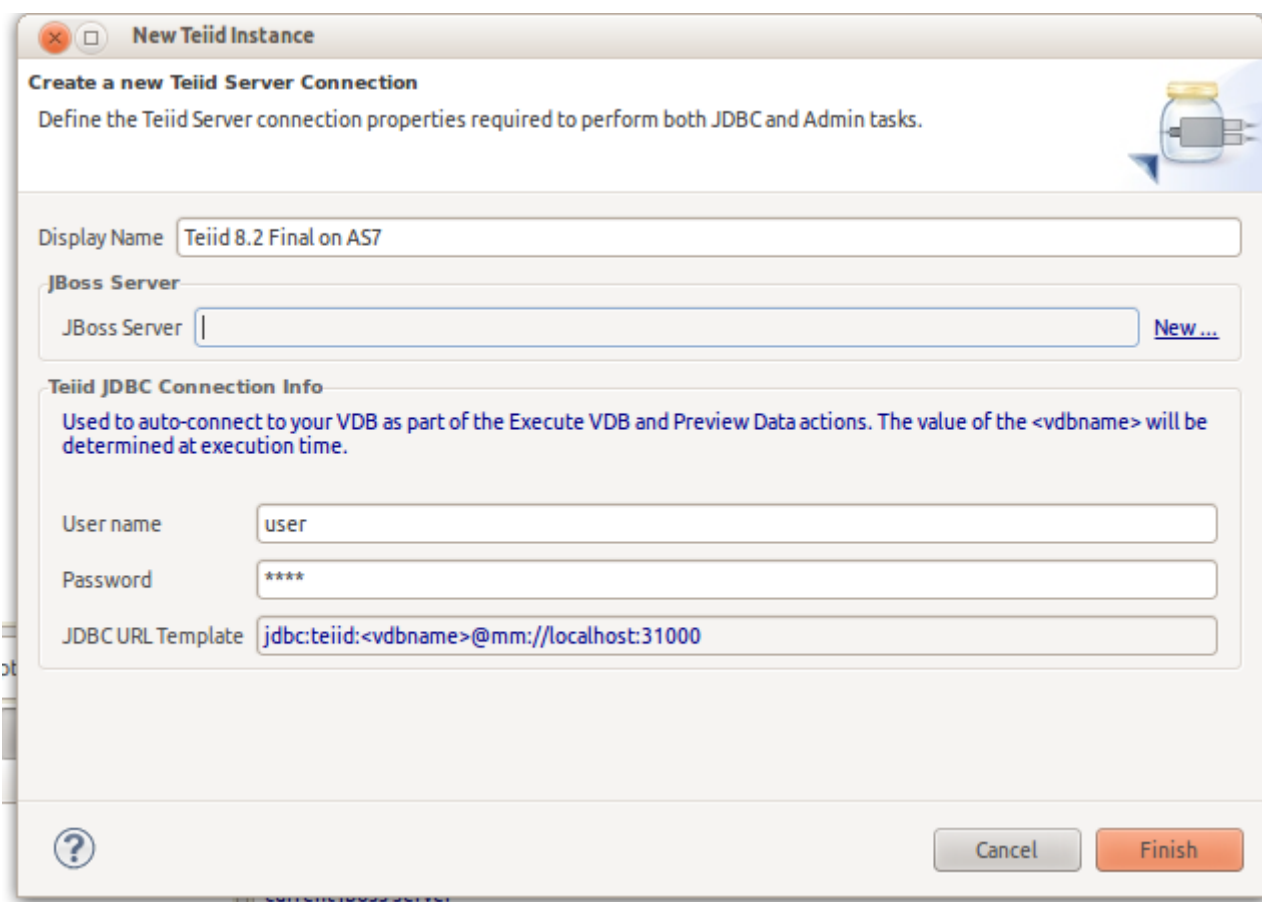 New Teiid Instance
Create a new Teiid Server Connection
Define the Teiid Server connection properties required to perform both JDBC and Admin tasks.
Display Name Teiid 8.2 Final on AS7
JBoss Server
JBoss Server New ...
Teiid JDBC Connection Info
Used to auto-connect to your VDB as part of the Execute VDB and Preview Data actions. The value of the <vdbname> will be
determined at execution time.
User name user
Password ****
JDBC URL Template jdbc:teiid:<vdbname>@mm://localhost:31000
Cancel Finish